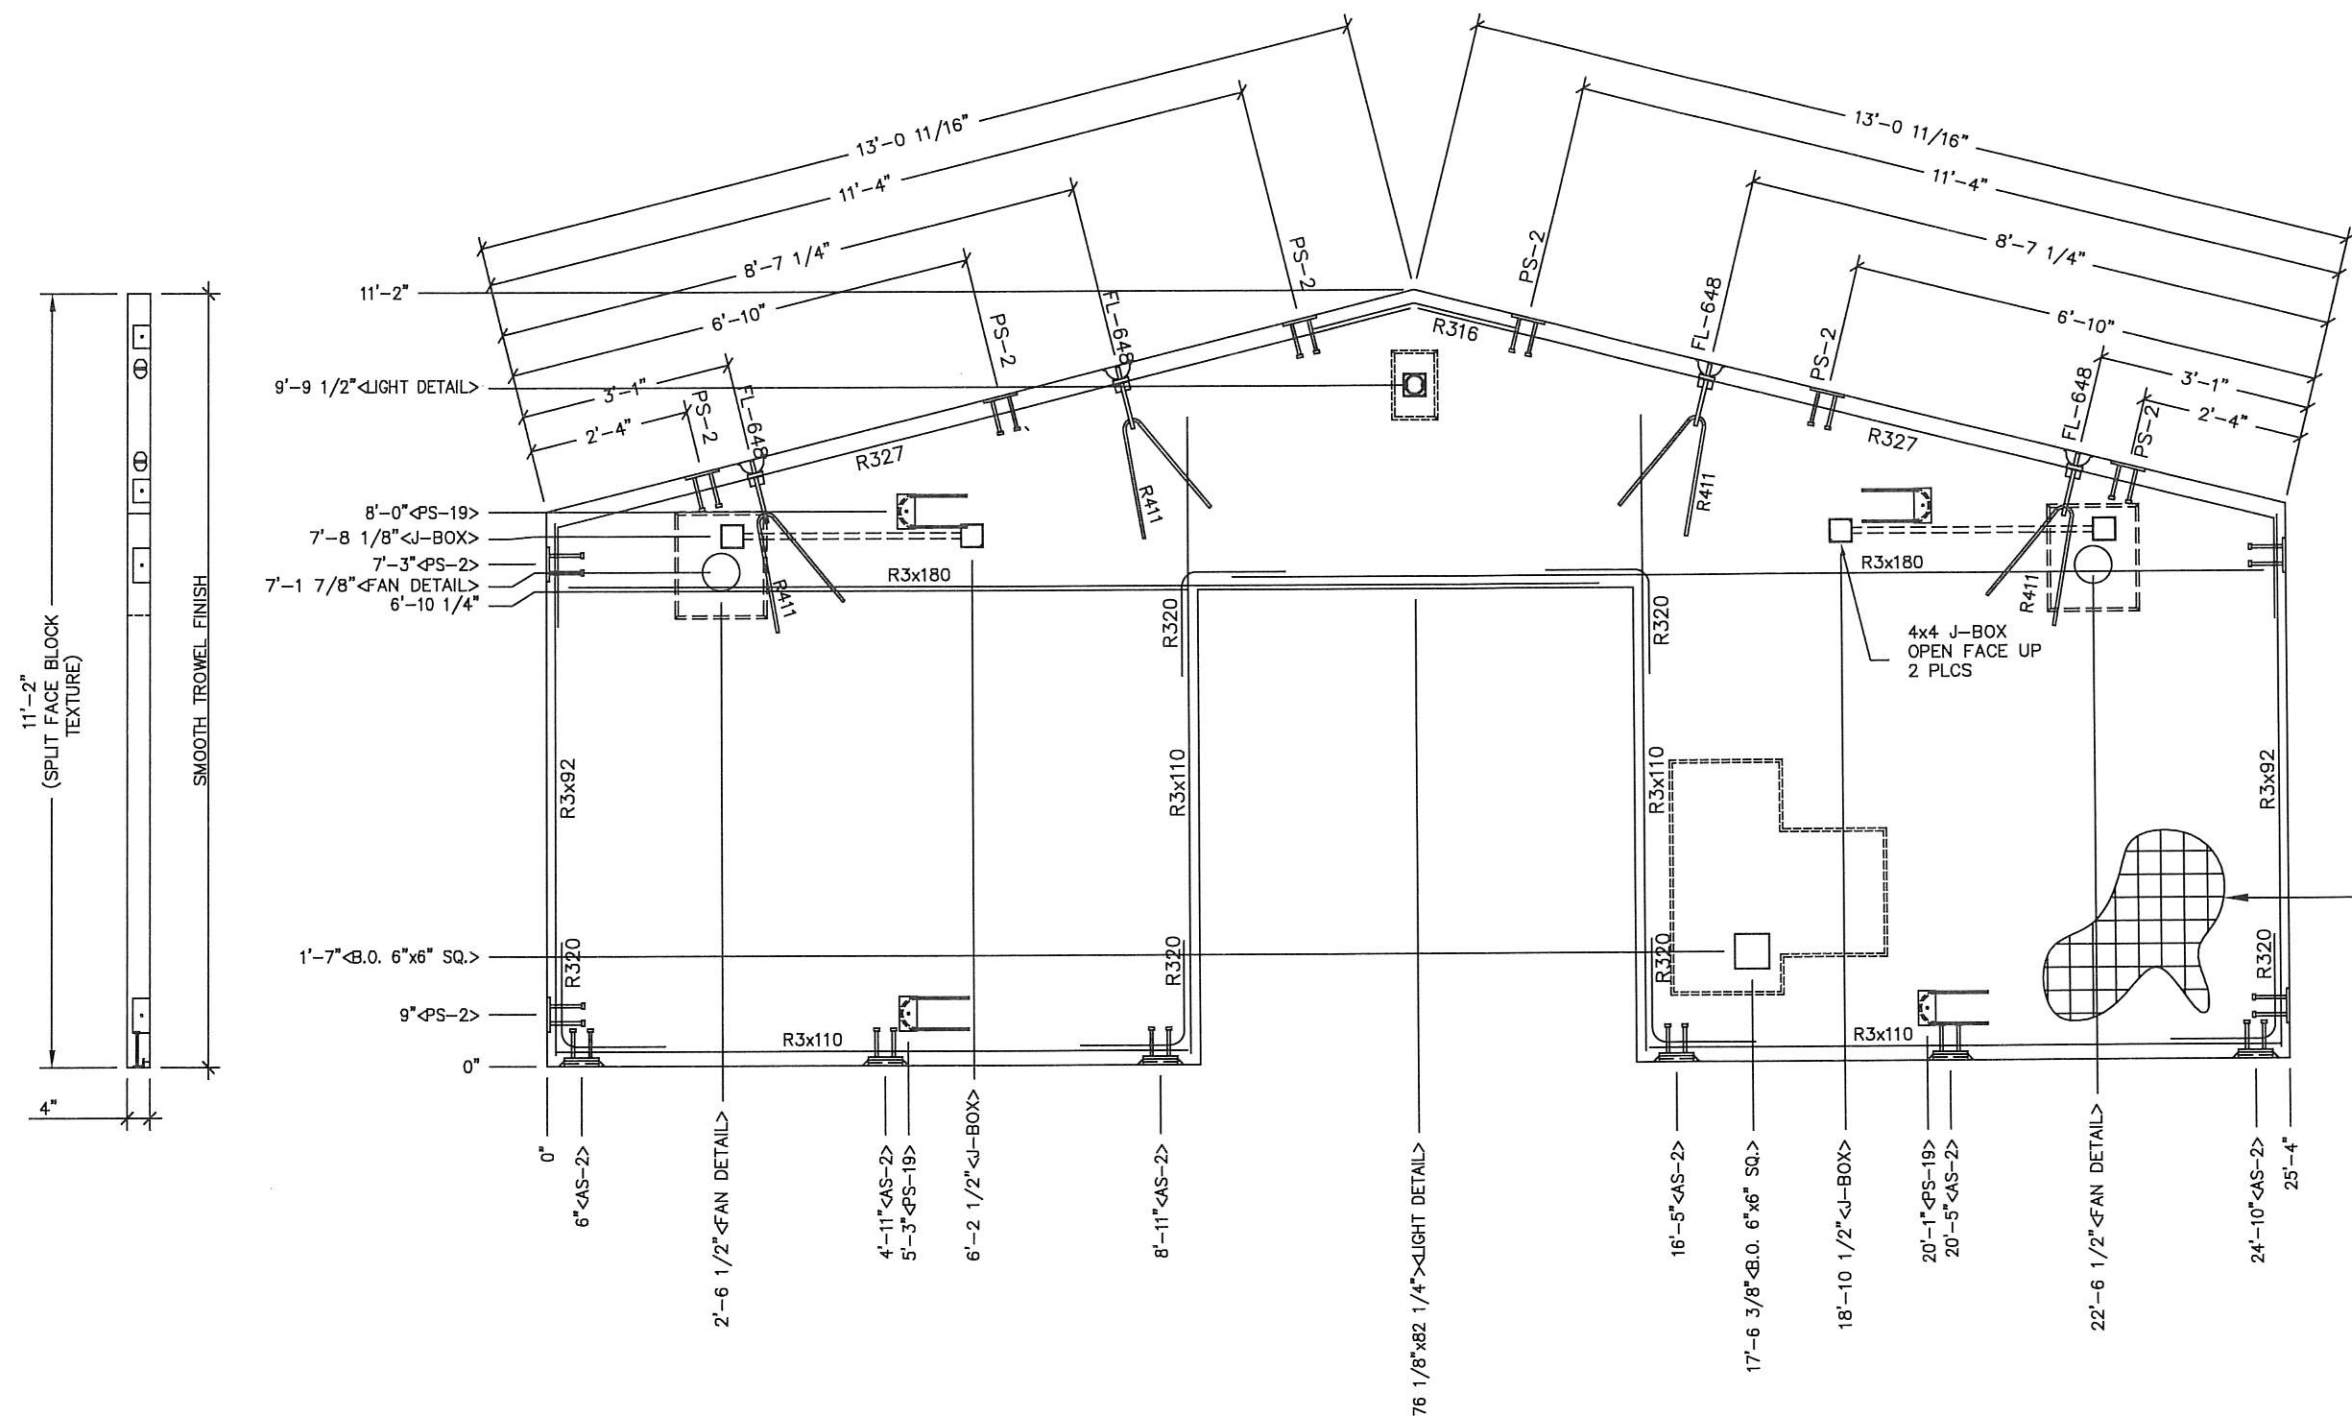 13'-0 11/16"
11'-4"
8'-7 1/4"
6'-10"
3'-1"
2'-4"
PS-2
FL-648
PS-2
FL-648
PS-2
13'-0 11/16"
11'-4"
8'-7 1/4"
6'-10"
3'-1"
2'-4"
PS-2
FL-648
PS-2
FL-648
PS-2
11'-2"
9'-9 1/2"<LIGHT DETAIL>
8'-0"<PS-19>
7'-8 1/8"<J-BOX>
7'-3"<PS-2>
7'-1 7/8"<FAN DETAIL>
6'-10 1/4"
1'-7"<B.O. 6"x6" SQ.>
9"<PS-2>
0"
R316
R327
R327
R411
R411
R411
R411
R3x180
R3x180
R320
R320
4x4 J-BOX
OPEN FACE UP
2 PLCS
R3x92
R3x110
R3x110
R3x92
R320
R320
R320
R320
R3x110
R3x110
11'-2"
(SPLIT FACE BLOCK
TEXTURE)
SMOOTH TROWEL FINISH
4"
0"
6"<AS-2>
2'-6 1/2"<FAN DETAIL>
4'-11"<AS-2>
5'-3"<PS-19>
6'-2 1/2"<J-BOX>
8'-11"<AS-2>
76 1/8"x82 1/4"><LIGHT DETAIL>
16'-5"<AS-2>
17'-6 3/8"<B.O. 6"x6" SQ.>
18'-10 1/2"<J-BOX>
20'-1"<PS-19>
20'-5"<AS-2>
22'-6 1/2"<FAN DETAIL>
24'-10"<AS-2>
25'-4"